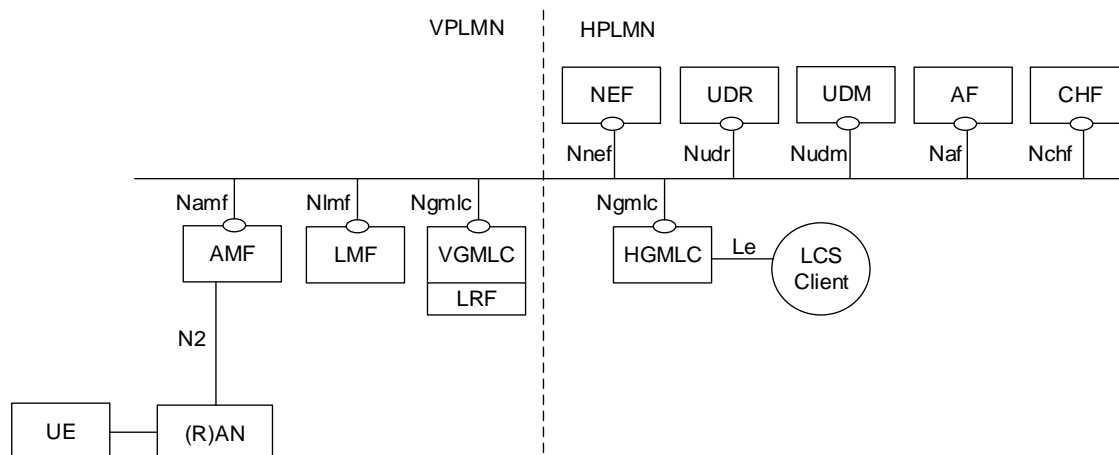 VPLMN
HPLMN
NEF
UDR
UDM
AF
CHF
Nnef
Nudr
Nudm
Naf
Nchf
Namf
Nlmf
Ngmlc
Ngmlc
AMF
LMF
VGMLC
LRF
HGMLC
Le
LCS
Client
N2
UE
(R)AN